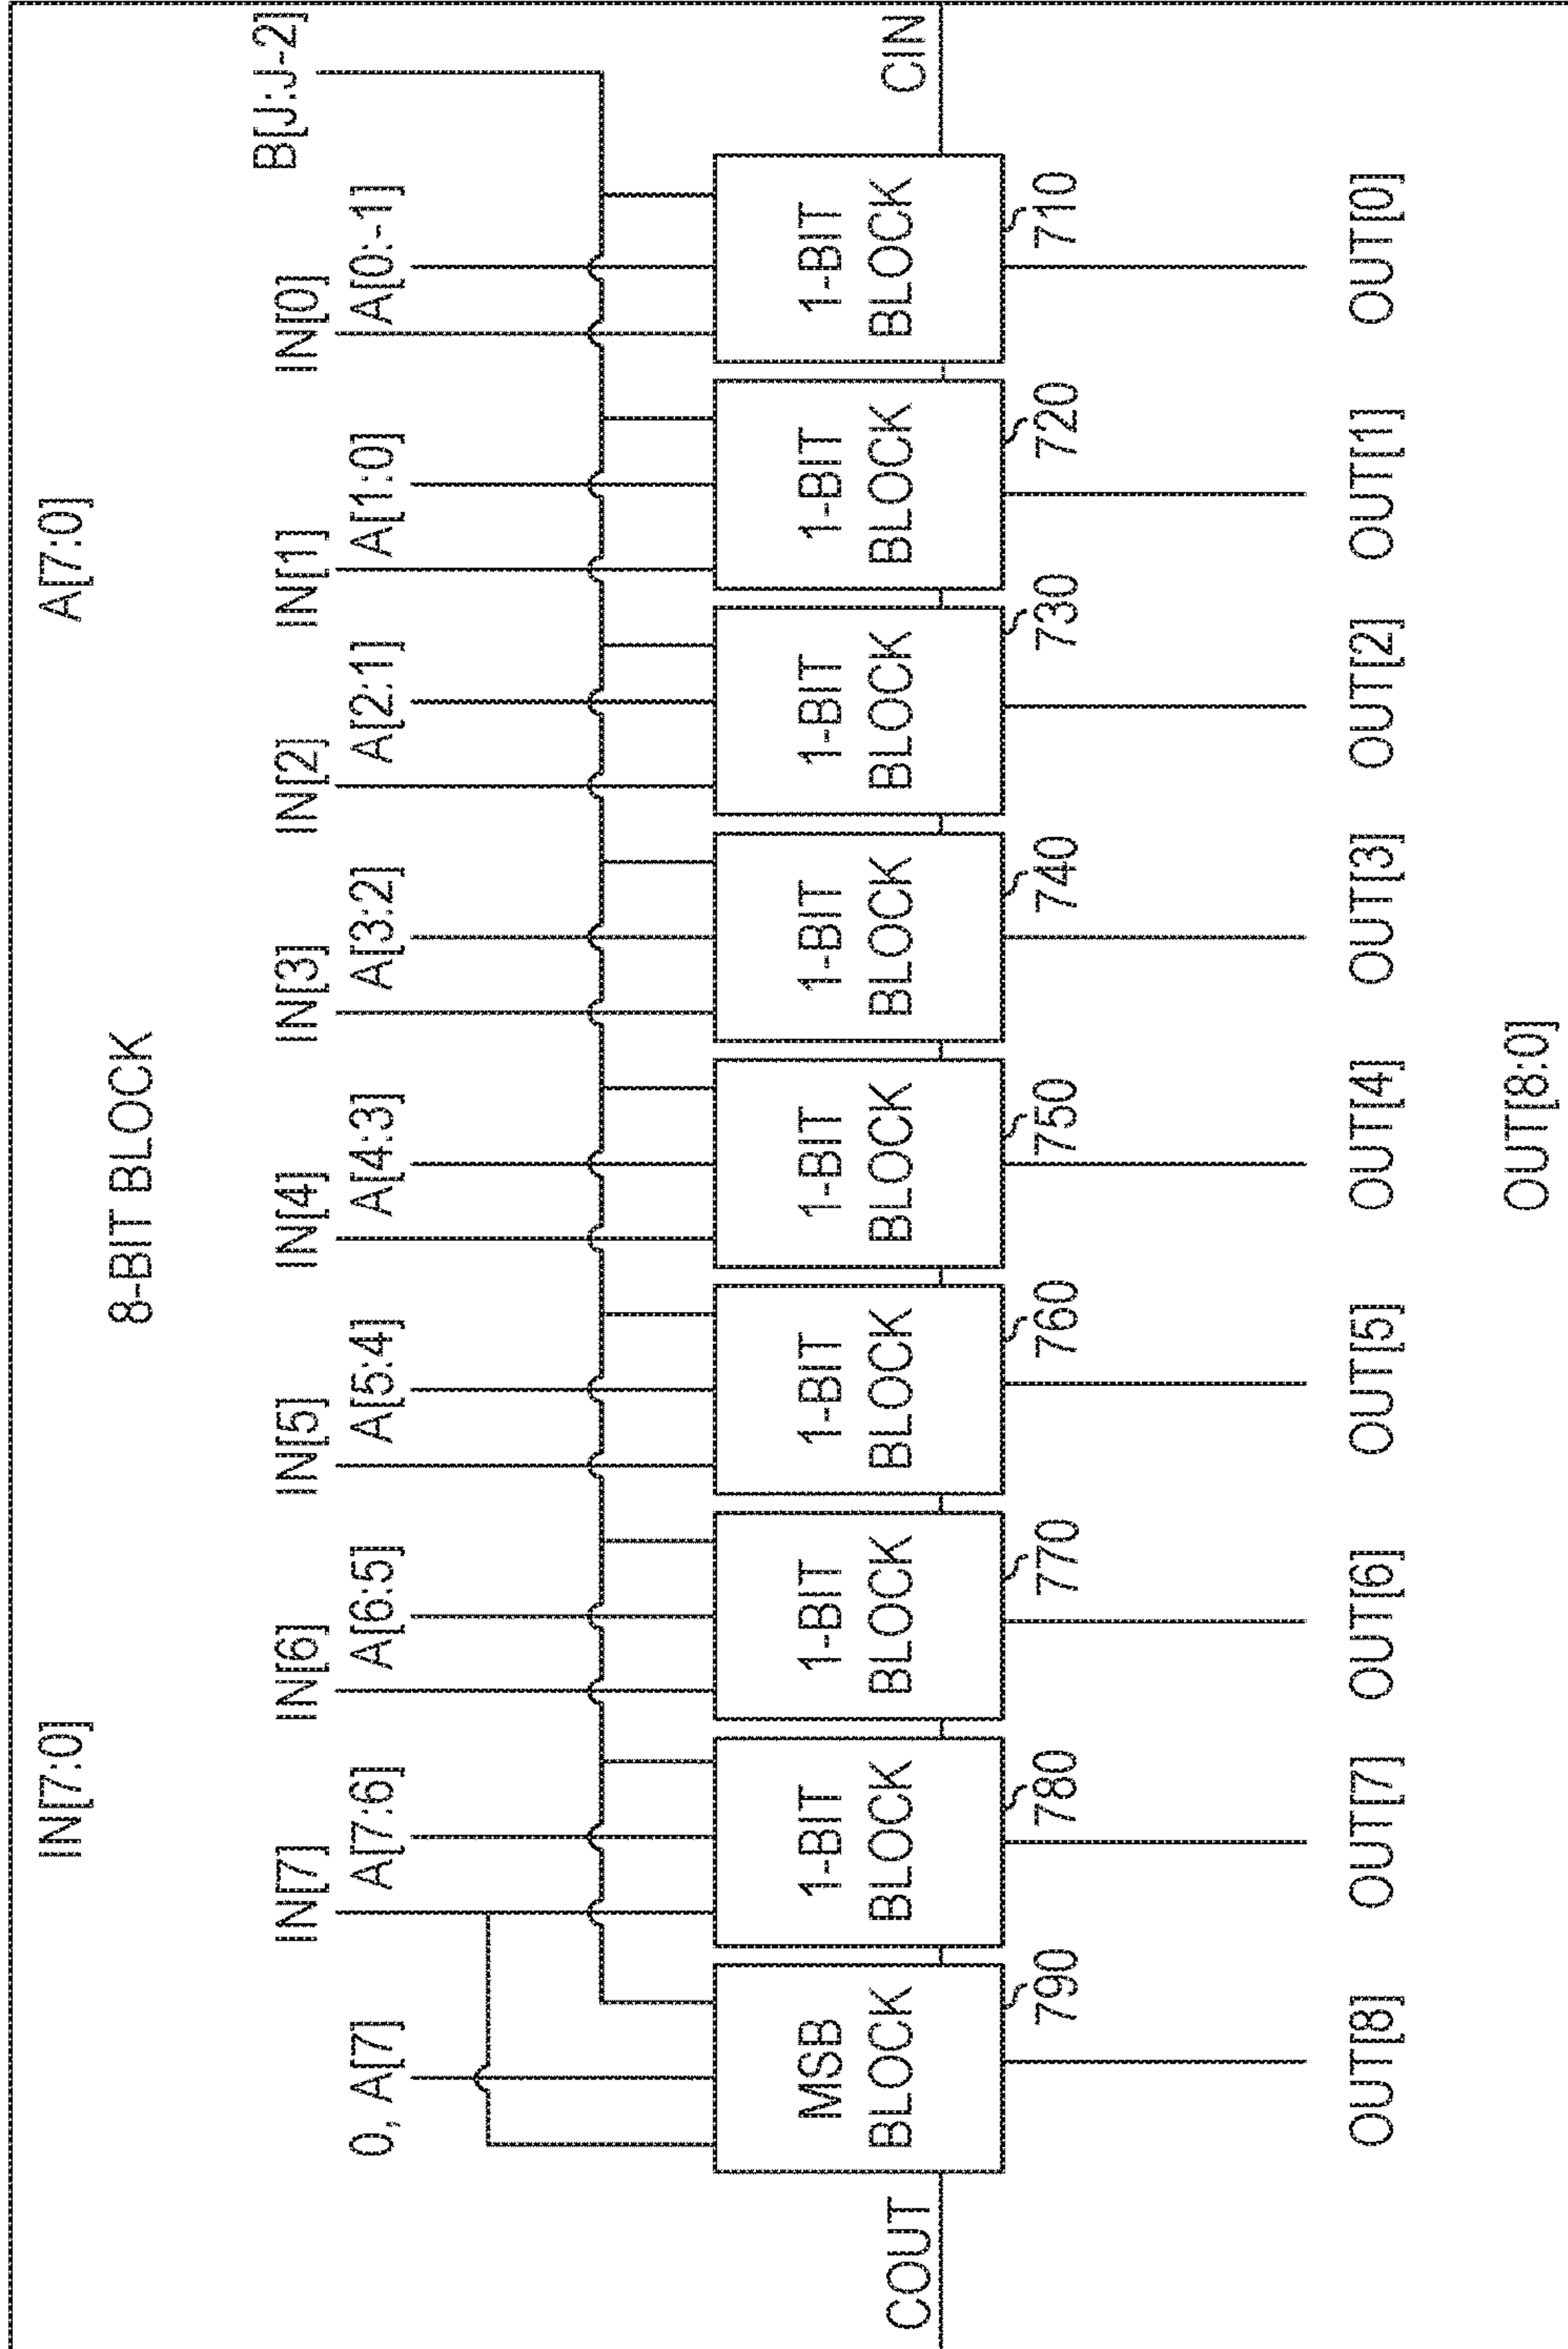 IN[7:0] A[7:0]
8-BIT BLOCK
B[J:J-2]
IN[7] IN[6] IN[5] IN[4] IN[3] IN[2] IN[1] IN[0]
0, A[7] A[7:6] A[6:5] A[5:4] A[4:3] A[3:2] A[2:1] A[1:0] A[0:-1]
MSB BLOCK
1-BIT BLOCK
1-BIT BLOCK
1-BIT BLOCK
1-BIT BLOCK
1-BIT BLOCK
1-BIT BLOCK
1-BIT BLOCK
1-BIT BLOCK
COUT CIN
790 780 770 760 750 740 730 720 710
OUT[8] OUT[7] OUT[6] OUT[5] OUT[4] OUT[3] OUT[2] OUT[1] OUT[0]
OUT[8:0]